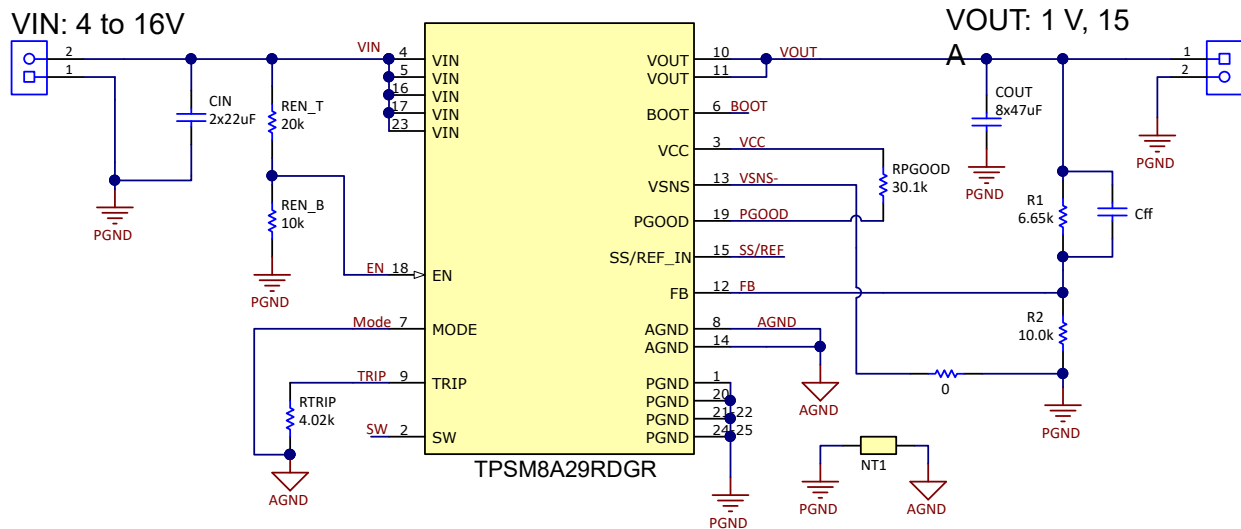 VIN: 4 to 16V
VOUT: 1 V, 15
A
2
1
VIN
CIN
2x22uF
REN_T
20k
REN_B
10k
PGND
PGND
EN
18
EN
Mode
7
MODE
TRIP
9
TRIP
RTRIP
4.02k
SW
2
SW
AGND
4
VIN
5
VIN
16
VIN
17
VIN
23
VIN
VOUT
10
VOUT
VOUT
11
BOOT
6
BOOT
VCC
3
VCC
VSNS
13
VSNS-
PGOOD
19
PGOOD
SS/REF_IN
15
SS/REF
FB
12
FB
AGND
8
AGND
AGND
14
PGND
1
PGND
20
PGND
21-22
PGND
24-25
TPSM8A29RDGR
RPGOOD
30.1k
COUT
8x47uF
PGND
R1
6.65k
Cff
R2
10.0k
0
PGND
1
2
PGND
AGND
PGND
NT1
PGND
AGND